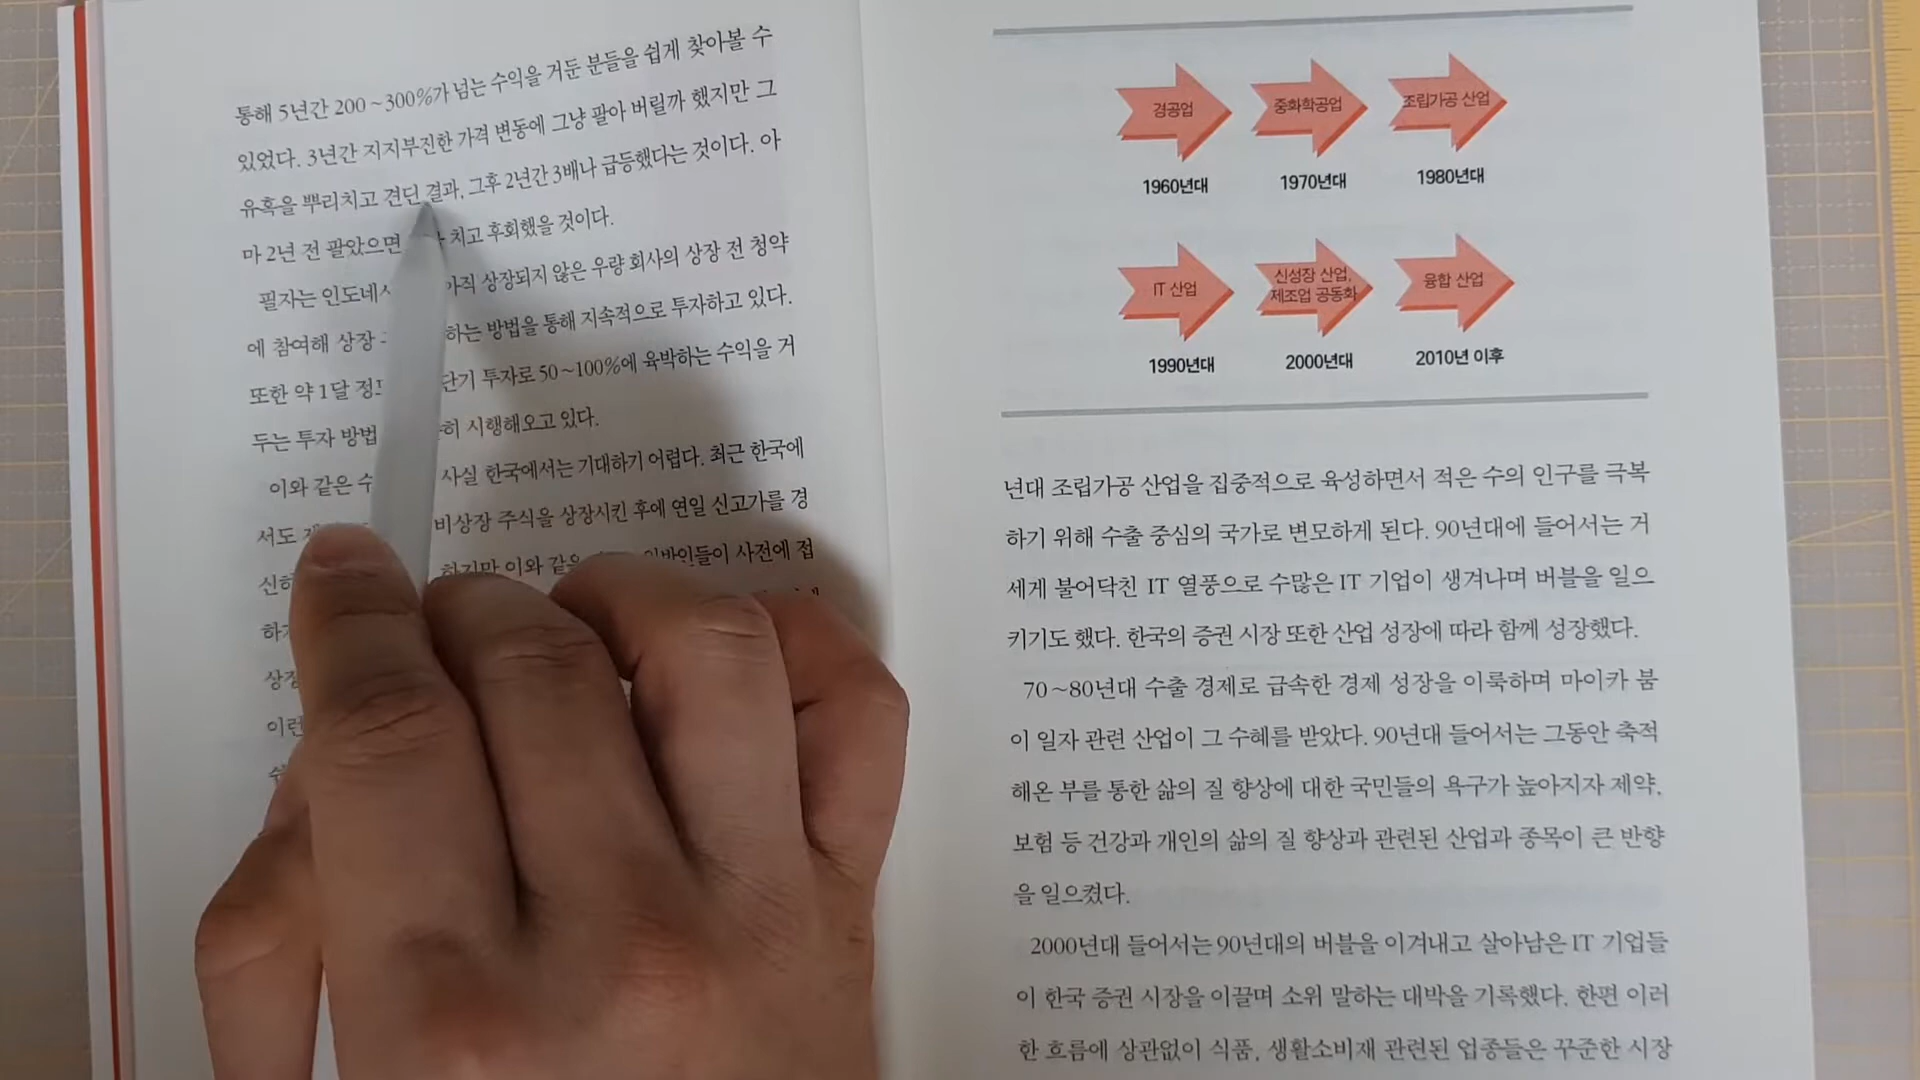 통해 5년간 200~300%가 넘는 수익을 거둔 분들을 쉽게 찾아볼 수
있었다. 3년간 지지부진한 가격 변동에 그냥 팔아 버릴까 했지만 그
유혹을 뿌리치고 견딘 결과, 그후 2년간 3배나 급등했다는 것이다. 아
마 2년 전 팔았으면 치고 후회했을 것이다.
필자는 아직 상장되지 않은 우량 회사의 상장 전 청약
에 참여해 상장 하는 방법을 통해 지속적으로 투자하고 있다.
또한 약 1달 단기 투자로 50~100%에 육박하는 수익을 거
두는 투자 방법 시행해오고 있다.
이와 같은 사실 한국에서는 기대하기 어렵다. 최근 한국에
서도 비상장 주식을 상장시킨 후에 연일 신고가를 경
하지만 이와 같은 사전에 접
경공업
중화학공업
조립가공 산업
1960년대
1970년대
1980년대
IT 산업
신성장 산업,
제조업 공동화
융합 산업
1990년대
2000년대
2010년 이후
년대 조립가공 산업을 집중적으로 육성하면서 적은 수의 인구를 극복
하기 위해 수출 중심의 국가로 변모하게 된다. 90년대에 들어서는 거
세게 불어닥친 IT 열풍으로 수많은 IT 기업이 생겨나며 버블을 일으
키기도 했다. 한국의 증권 시장 또한 산업 성장에 따라 함께 성장했다.
70~80년대 수출 경제로 급속한 경제 성장을 이룩하며 마이카 붐
이 일자 관련 산업이 그 수혜를 받았다. 90년대 들어서는 그동안 축적
해온 부를 통한 삶의 질 향상에 대한 국민들의 욕구가 높아지자 제약,
보험 등 건강과 개인의 삶의 질 향상과 관련된 산업과 종목이 큰 반향
을 일으켰다.
2000년대 들어서는 90년대의 버블을 이겨내고 살아남은 IT 기업들
이 한국 증권 시장을 이끌며 소위 말하는 대박을 기록했다. 한편 이러
한 흐름에 상관없이 식품, 생활소비재 관련된 업종들은 꾸준한 시장